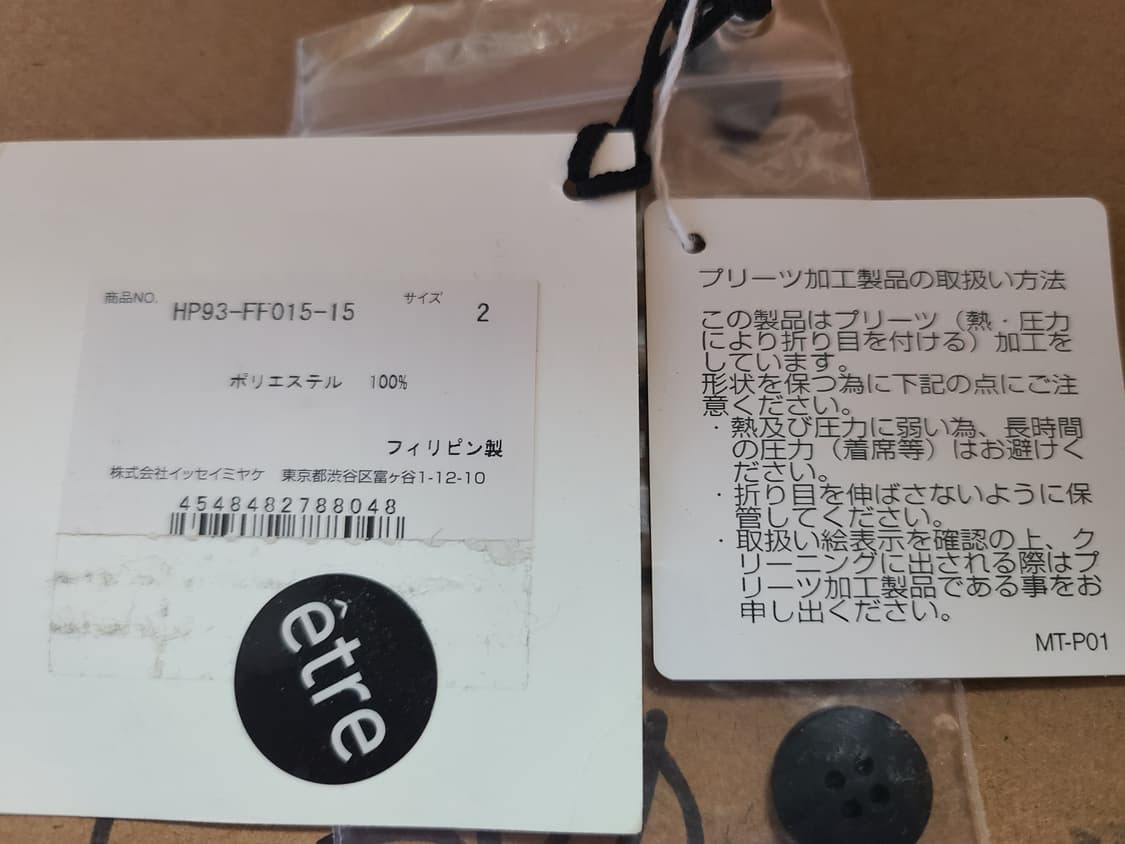 商品NO. HP93-FF015-15 サイズ 2
ポリエステル 100%
フィリピン製
株式会社イッセイミヤケ 東京都渋谷区富ヶ谷1-12-10
4548482788048
être
プリーツ加工製品の取扱い方法
この製品はプリーツ（熱・圧力
により折り目を付ける）加工を
しています。
形状を保つ為に下記の点にご注
意ください。
・熱及び圧力に弱い為、長時間
の圧力（着席等）はお避けく
ださい。
・折り目を伸ばさないように保
管してください。
・取扱い絵表示を確認の上、ク
リーニングに出される際はプ
リーツ加工製品である事をお
申し出ください。
MT-P01